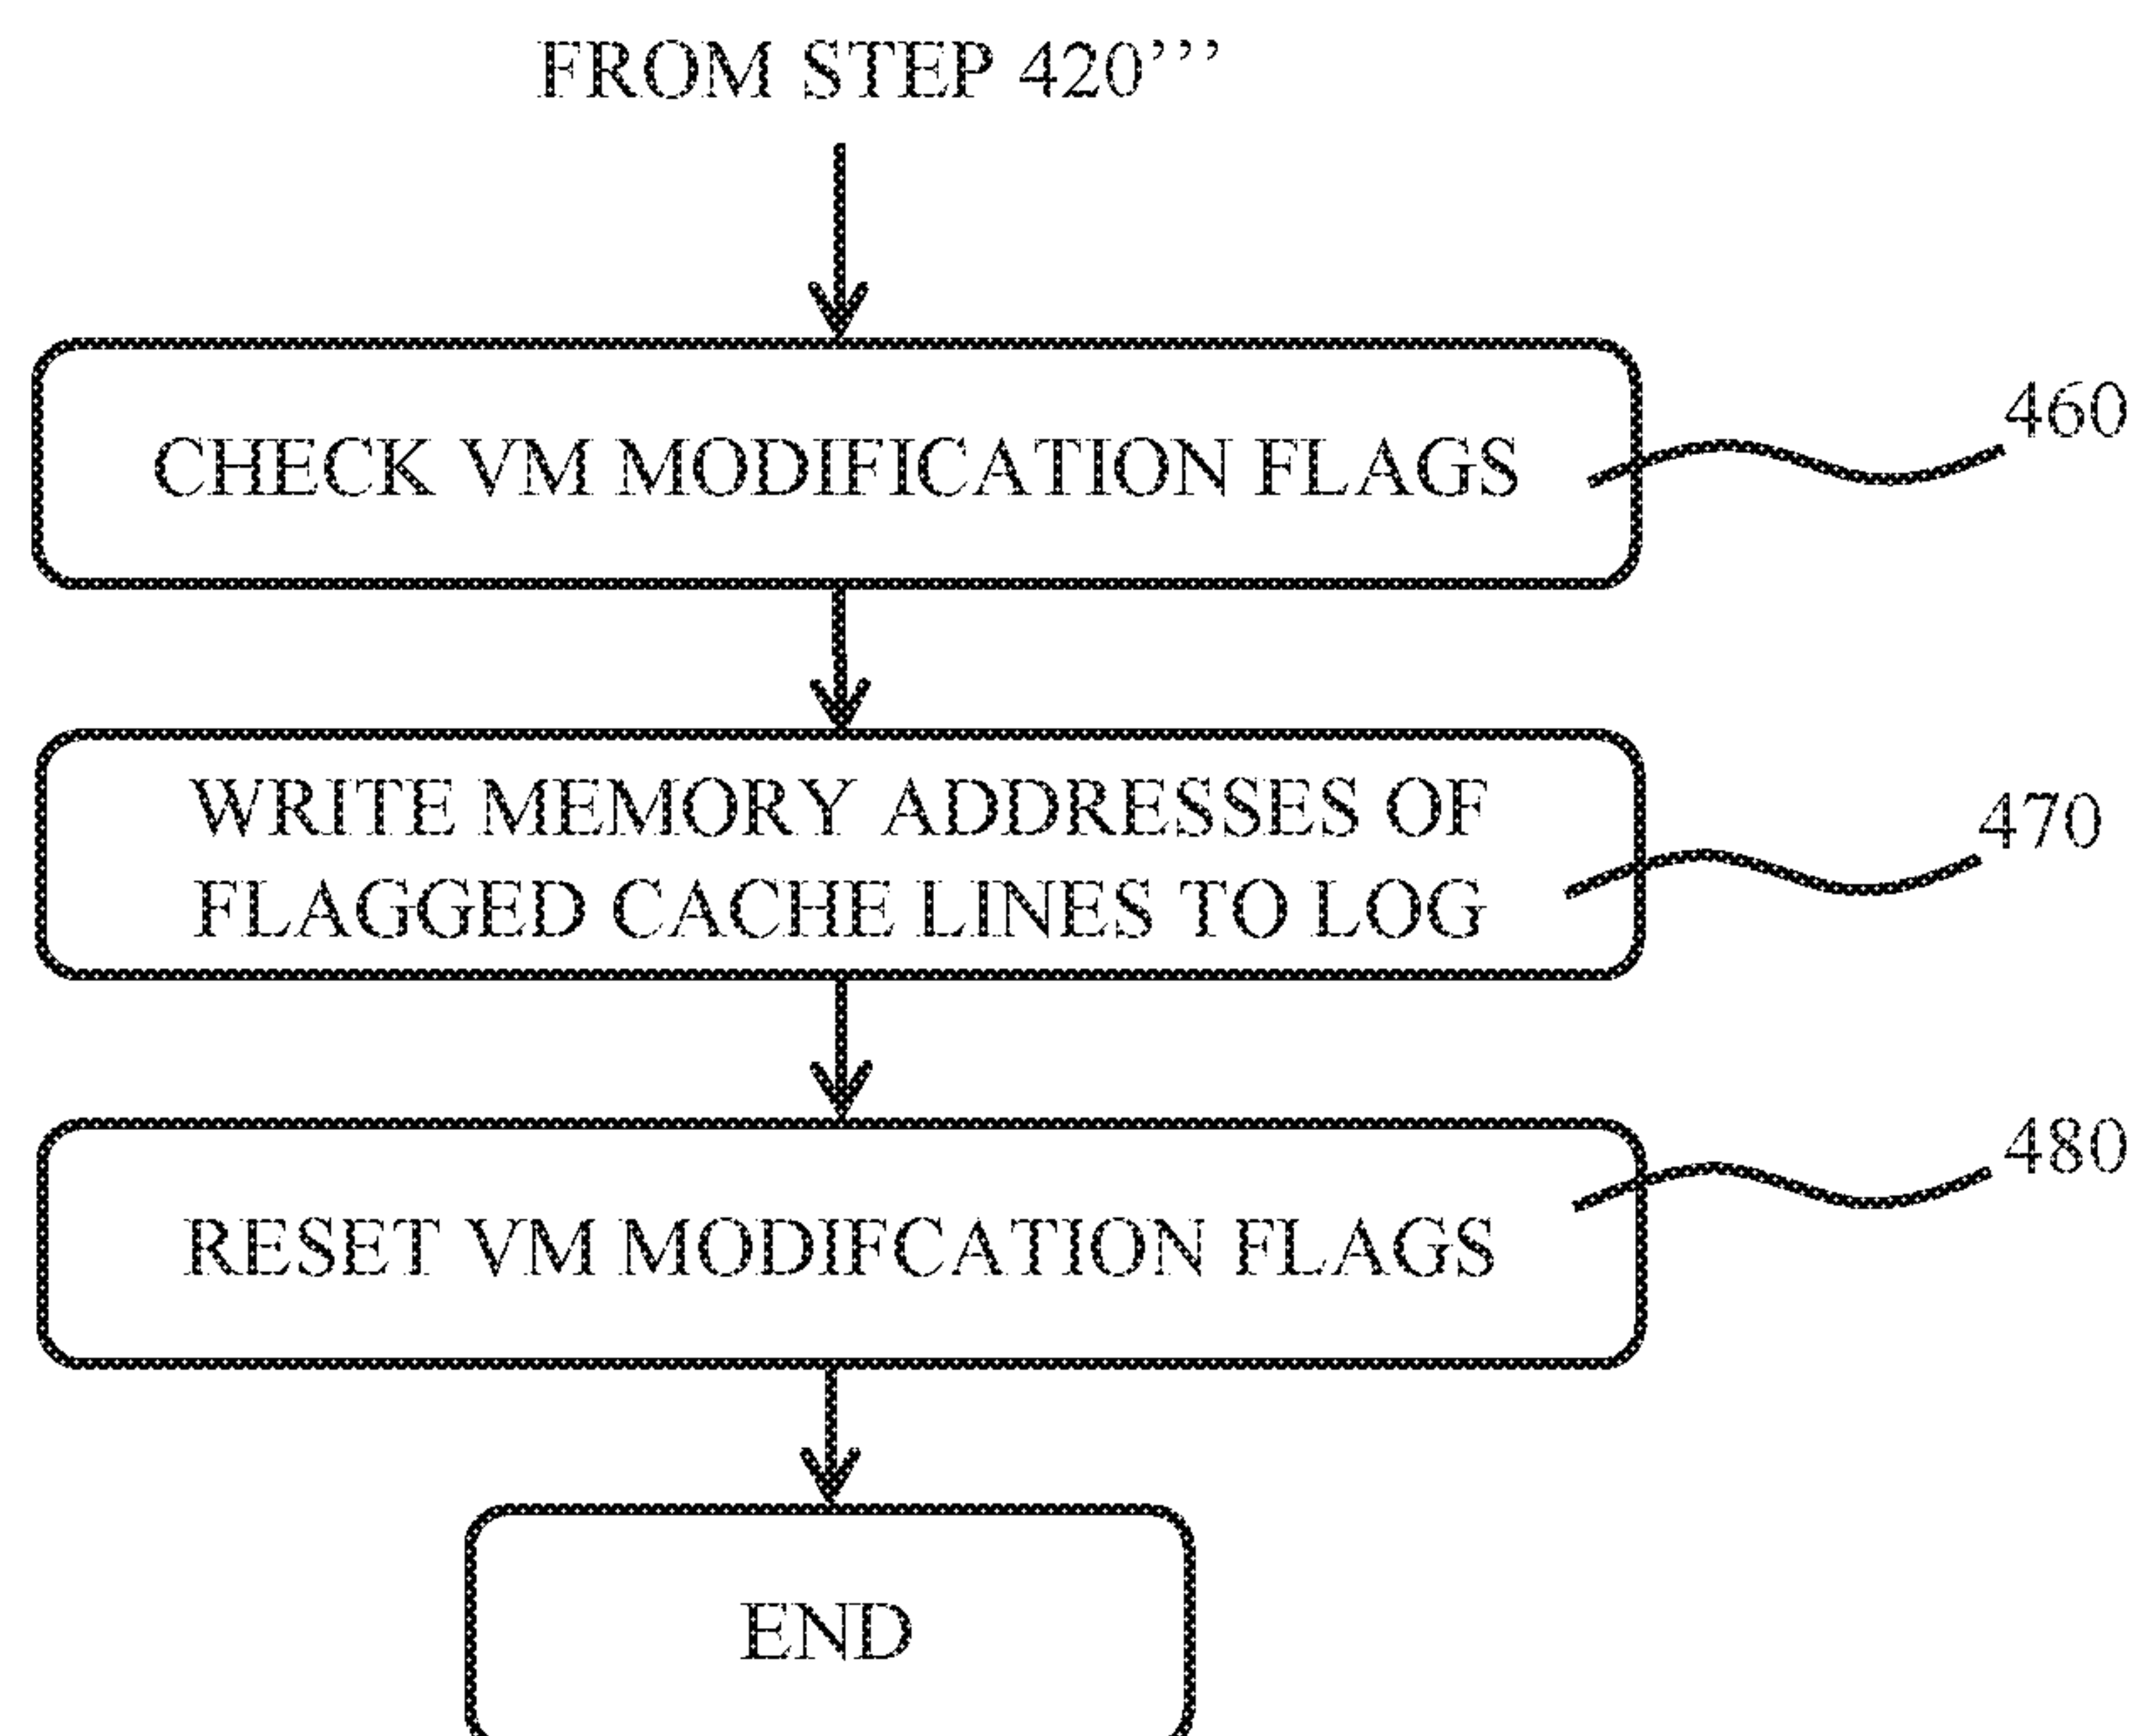 FROM STEP 420’’’
CHECK VM MODIFICATION FLAGS
460
WRITE MEMORY ADDRESSES OF
FLAGGED CACHE LINES TO LOG
470
480
RESET VM MODIFCATION FLAGS
END